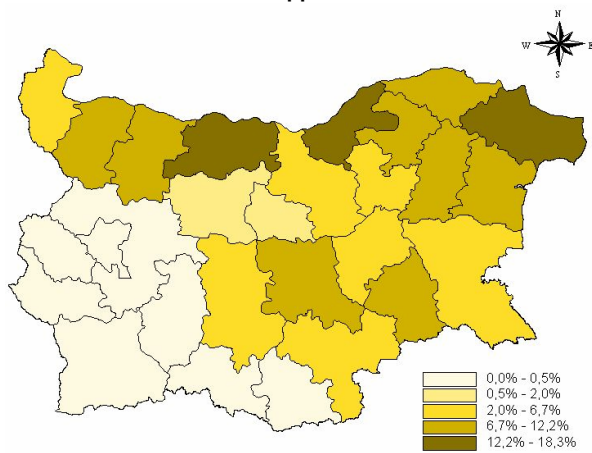 N
W E
S
0,0% - 0,5%
0,5% - 2,0%
2,0% - 6,7%
6,7% - 12,2%
12,2% - 18,3%